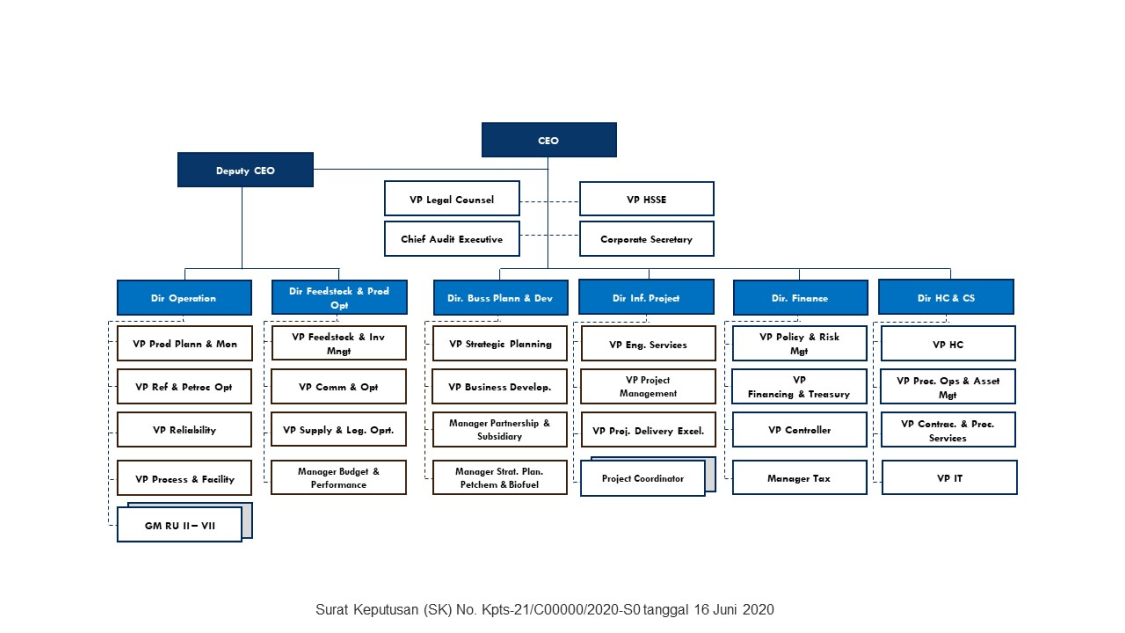 CEO
Deputy CEO
VP Legal Counsel
VP HSSE
Chief Audit Executive
Corporate Secretary
Dir Operation
Dir Feedstock & Prod
Opt
Dir. Buss Plann & Dev
Dir Inf. Project
Dir. Finance
Dir HC & CS
VP Prod Plann & Mon
VP Ref & Petroc Opt
VP Reliability
VP Process & Facility
GM RU II – VII
VP Feedstock & Inv
Mngt
VP Comm & Opt
VP Supply & Log. Oprt.
Manager Budget &
Performance
VP Strategic Planning
VP Business Develop.
Manager Partnership &
Subsidiary
Manager Strat. Plan.
Petchem & Biofuel
VP Eng. Services
VP Project
Management
VP Proj. Delivery Excel.
Project Coordinator
VP Policy & Risk
Mgt
VP
Financing & Treasury
VP Controller
Manager Tax
VP HC
VP Proc. Ops & Asset
Mgt
VP Contrac. & Proc.
Services
VP IT
Surat Keputusan (SK) No. Kpts-21/C00000/2020-S0 tanggal 16 Juni 2020